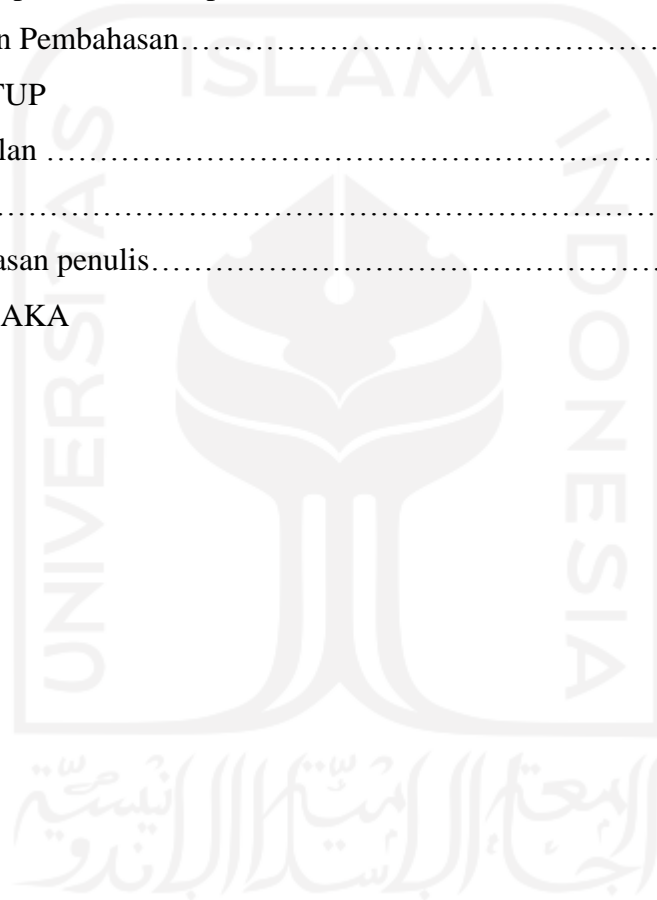 n Pembahasan……………………………………………
TUP
lan ……………………………………………………………
………………………………………………………………
asan penulis………………………………………………
AKA
ISLAM
UNIVERSITAS
INDONESIA